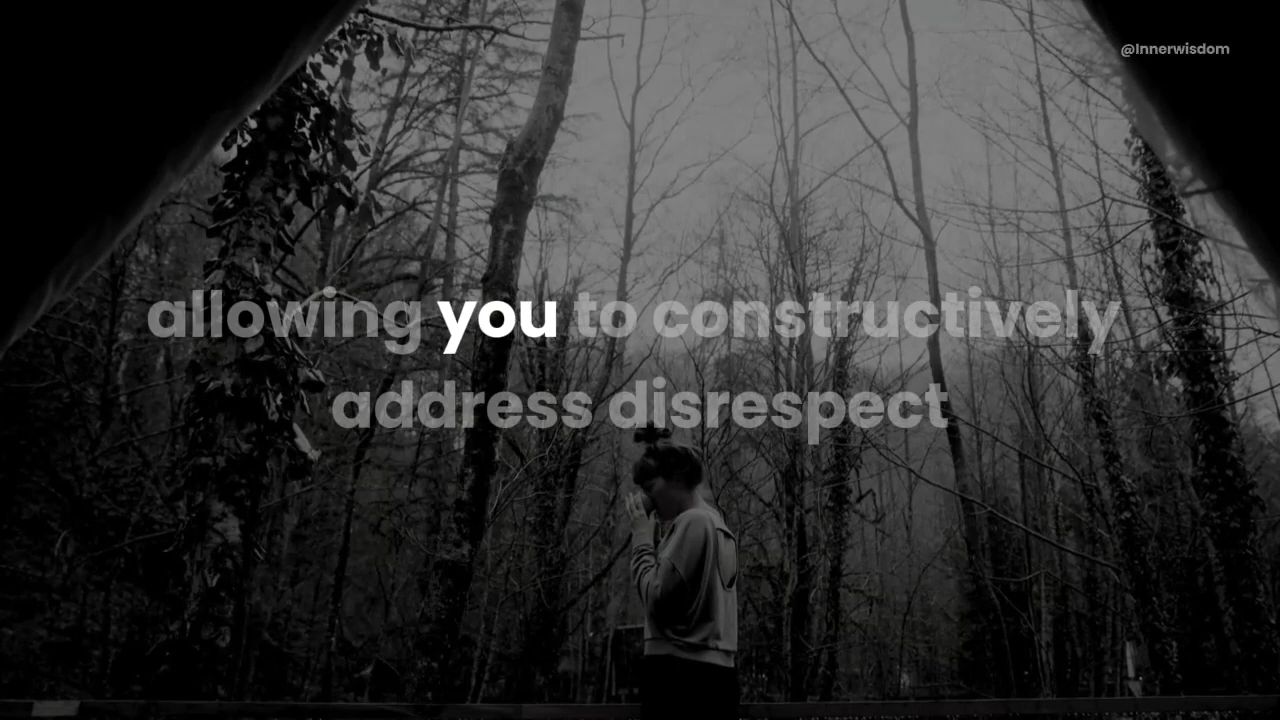 @Innerwisdom
allowing you to constructively
address disrespect